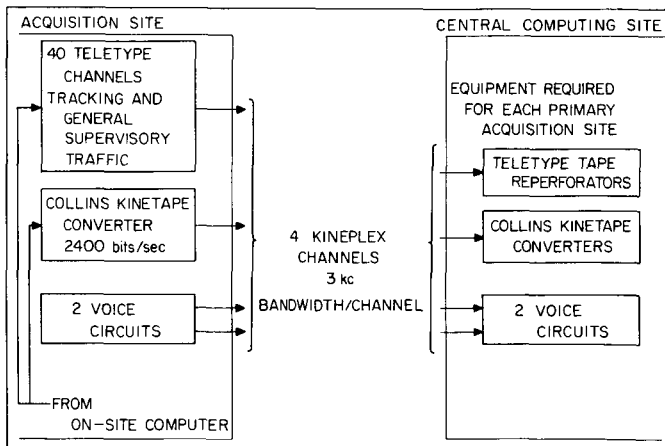 ACQUISITION SITE
40 TELETYPE
CHANNELS
TRACKING AND
GENERAL
SUPERVISORY
TRAFFIC
COLLINS KINETAPE
CONVERTER
2400 bits/sec
2 VOICE
CIRCUITS
FROM
ON-SITE COMPUTER
4 KINEPLEX
CHANNELS
3 kc
BANDWIDTH/CHANNEL
CENTRAL COMPUTING SITE
EQUIPMENT REQUIRED
FOR EACH PRIMARY
ACQUISITION SITE
TELETYPE TAPE
REPERFORATORS
COLLINS KINETAPE
CONVERTERS
2 VOICE
CIRCUITS